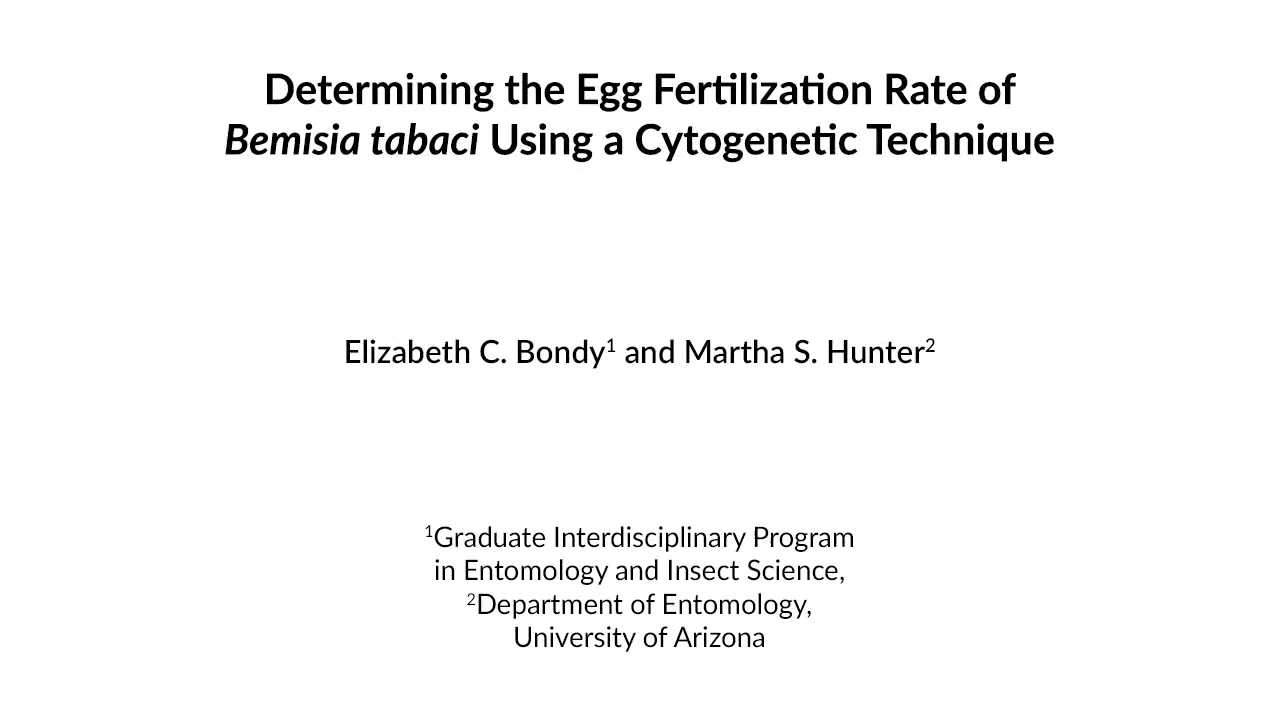 Determining the Egg Fertilization Rate of
Bemisia tabaci Using a Cytogenetic Technique
Elizabeth C. Bondy¹ and Martha S. Hunter²
¹Graduate Interdisciplinary Program
in Entomology and Insect Science,
²Department of Entomology,
University of Arizona